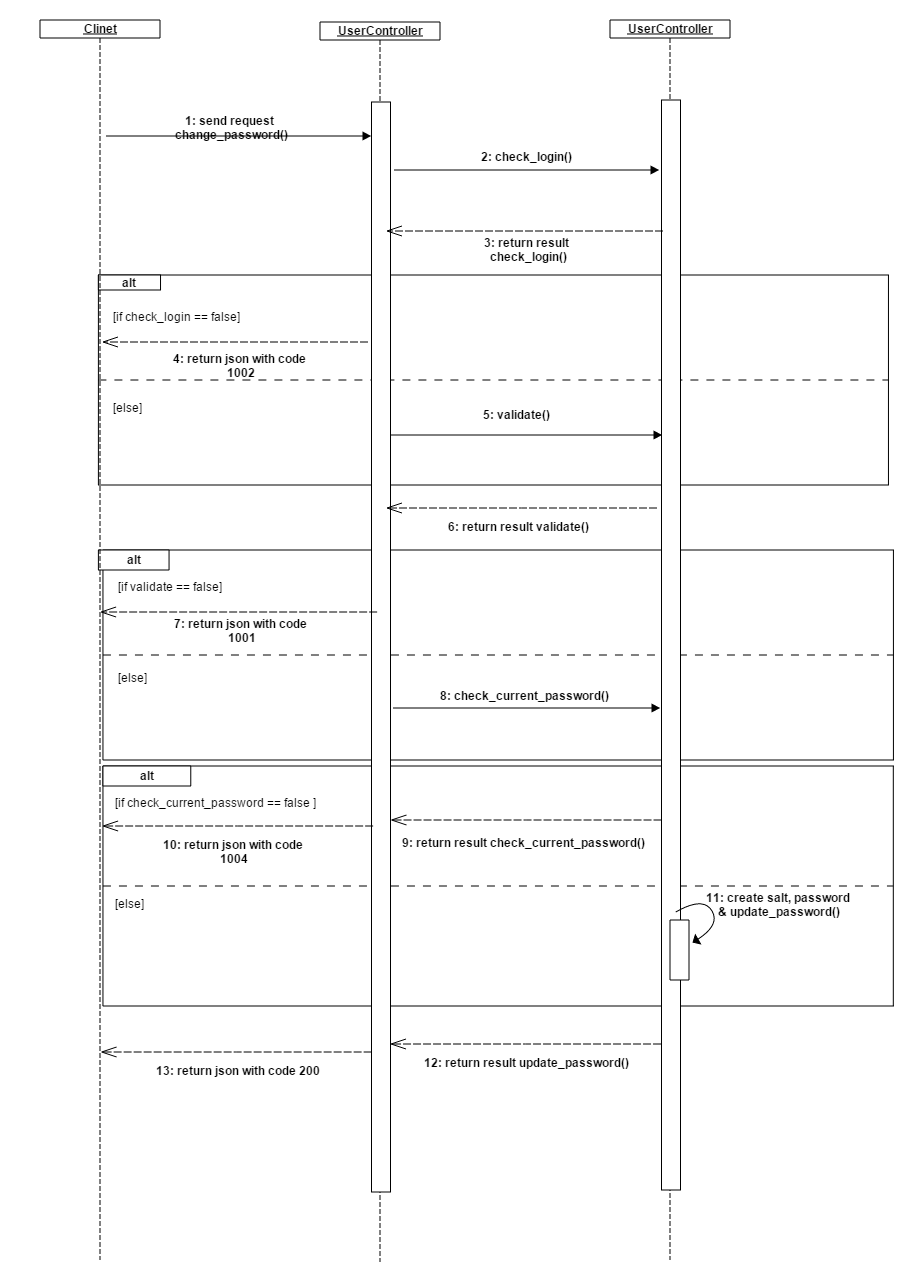 Clinet
UserController
UserController
1: send request
change_password()
2: check_login()
3: return result
check_login()
alt
[if check_login == false]
4: return json with code
1002
[else]
5: validate()
6: return result validate()
alt
[if validate == false]
7: return json with code
1001
[else]
8: check_current_password()
alt
[if check_current_password == false ]
9: return result check_current_password()
10: return json with code
1004
[else]
11: create salt, password
& update_password()
12: return result update_password()
13: return json with code 200